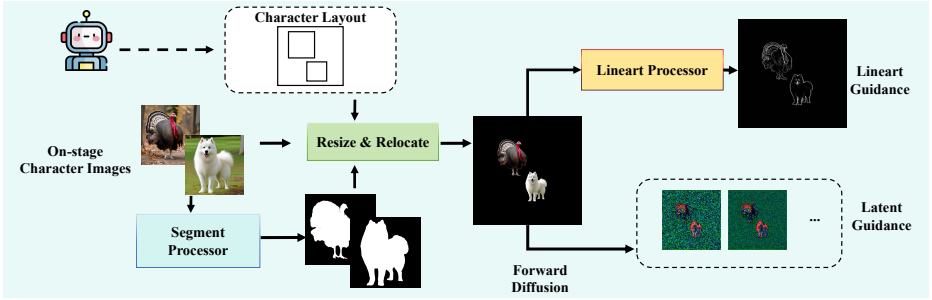 Character Layout
Lineart Processor
Lineart
Guidance
On-stage
Character Images
Resize & Relocate
Segment
Processor
...
Latent
Guidance
Forward
Diffusion